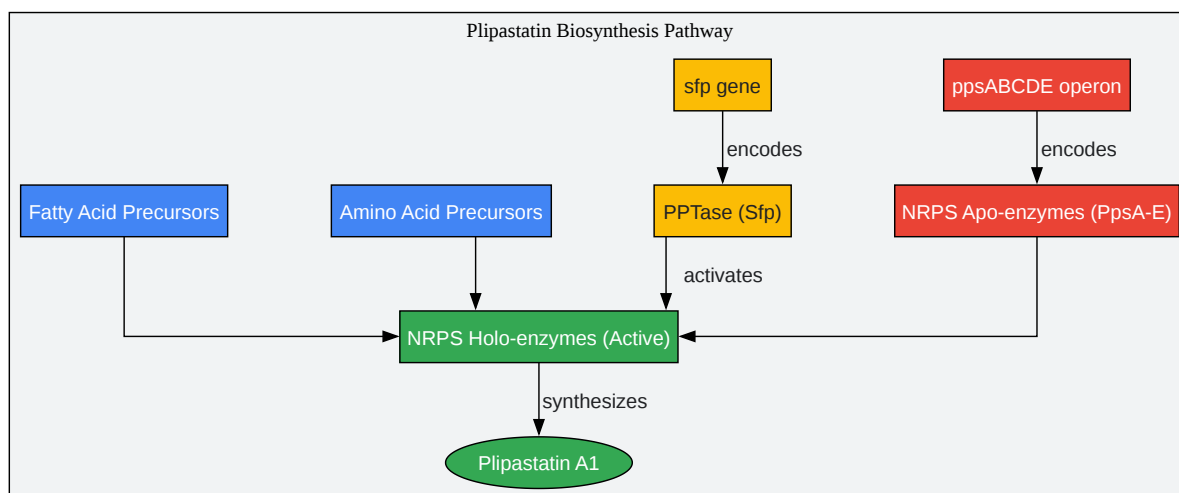 Plipastatin Biosynthesis Pathway
sfp gene
ppsABCDE operon
encodes
encodes
Fatty Acid Precursors
Amino Acid Precursors
PPTase (Sfp)
NRPS Apo-enzymes (PpsA-E)
activates
NRPS Holo-enzymes (Active)
synthesizes
Plipastatin A1